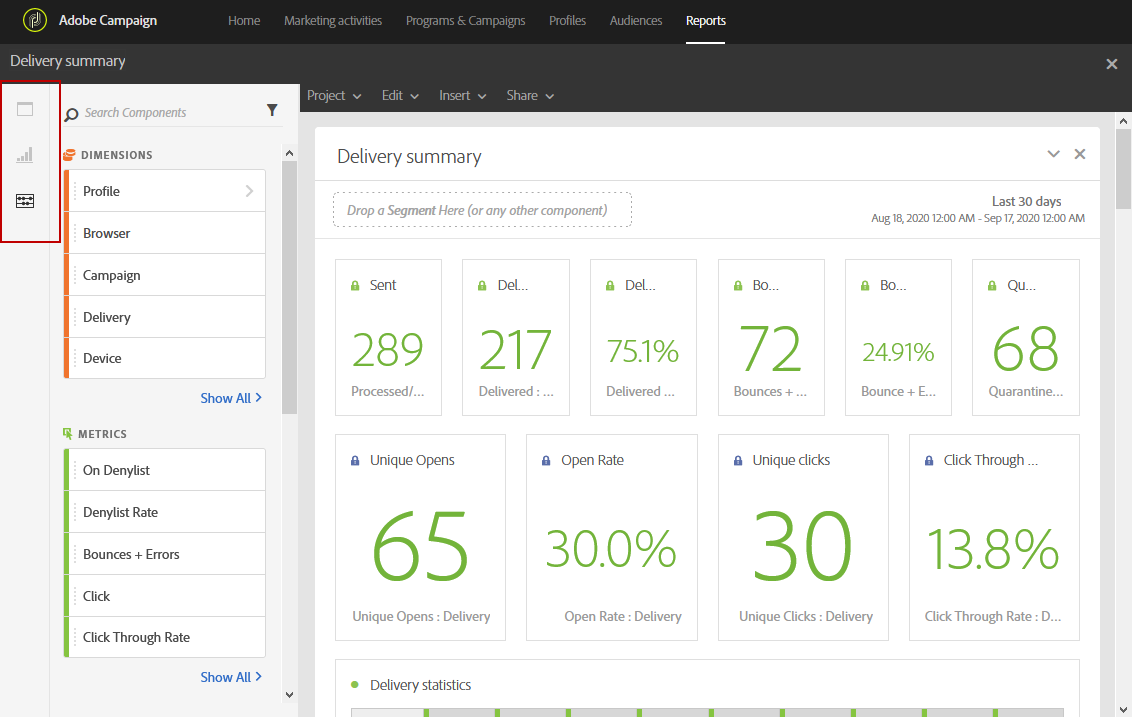 Adobe Campaign
Home Marketing activities Programs & Campaigns Profiles Audiences Reports
Delivery summary
Search Components
DIMENSIONS
Profile
Browser
Campaign
Delivery
Device
Show All
METRICS
On Denylist
Denylist Rate
Bounces + Errors
Click
Click Through Rate
Show All
Project Edit Insert Share
Delivery summary
Drop a Segment Here (or any other component)
Last 30 days
Aug 18, 2020 12:00 AM - Sep 17, 2020 12:00 AM
Sent
289
Processed/...
Del...
217
Delivered : ...
Del...
75.1%
Delivered ...
Bo...
72
Bounces + ...
Bo...
24.91%
Bounce + E...
Qu...
68
Quarantine...
Unique Opens
65
Unique Opens : Delivery
Open Rate
30.0%
Open Rate : Delivery
Unique clicks
30
Unique Clicks : Delivery
Click Through ...
13.8%
Click Through Rate : D...
Delivery statistics